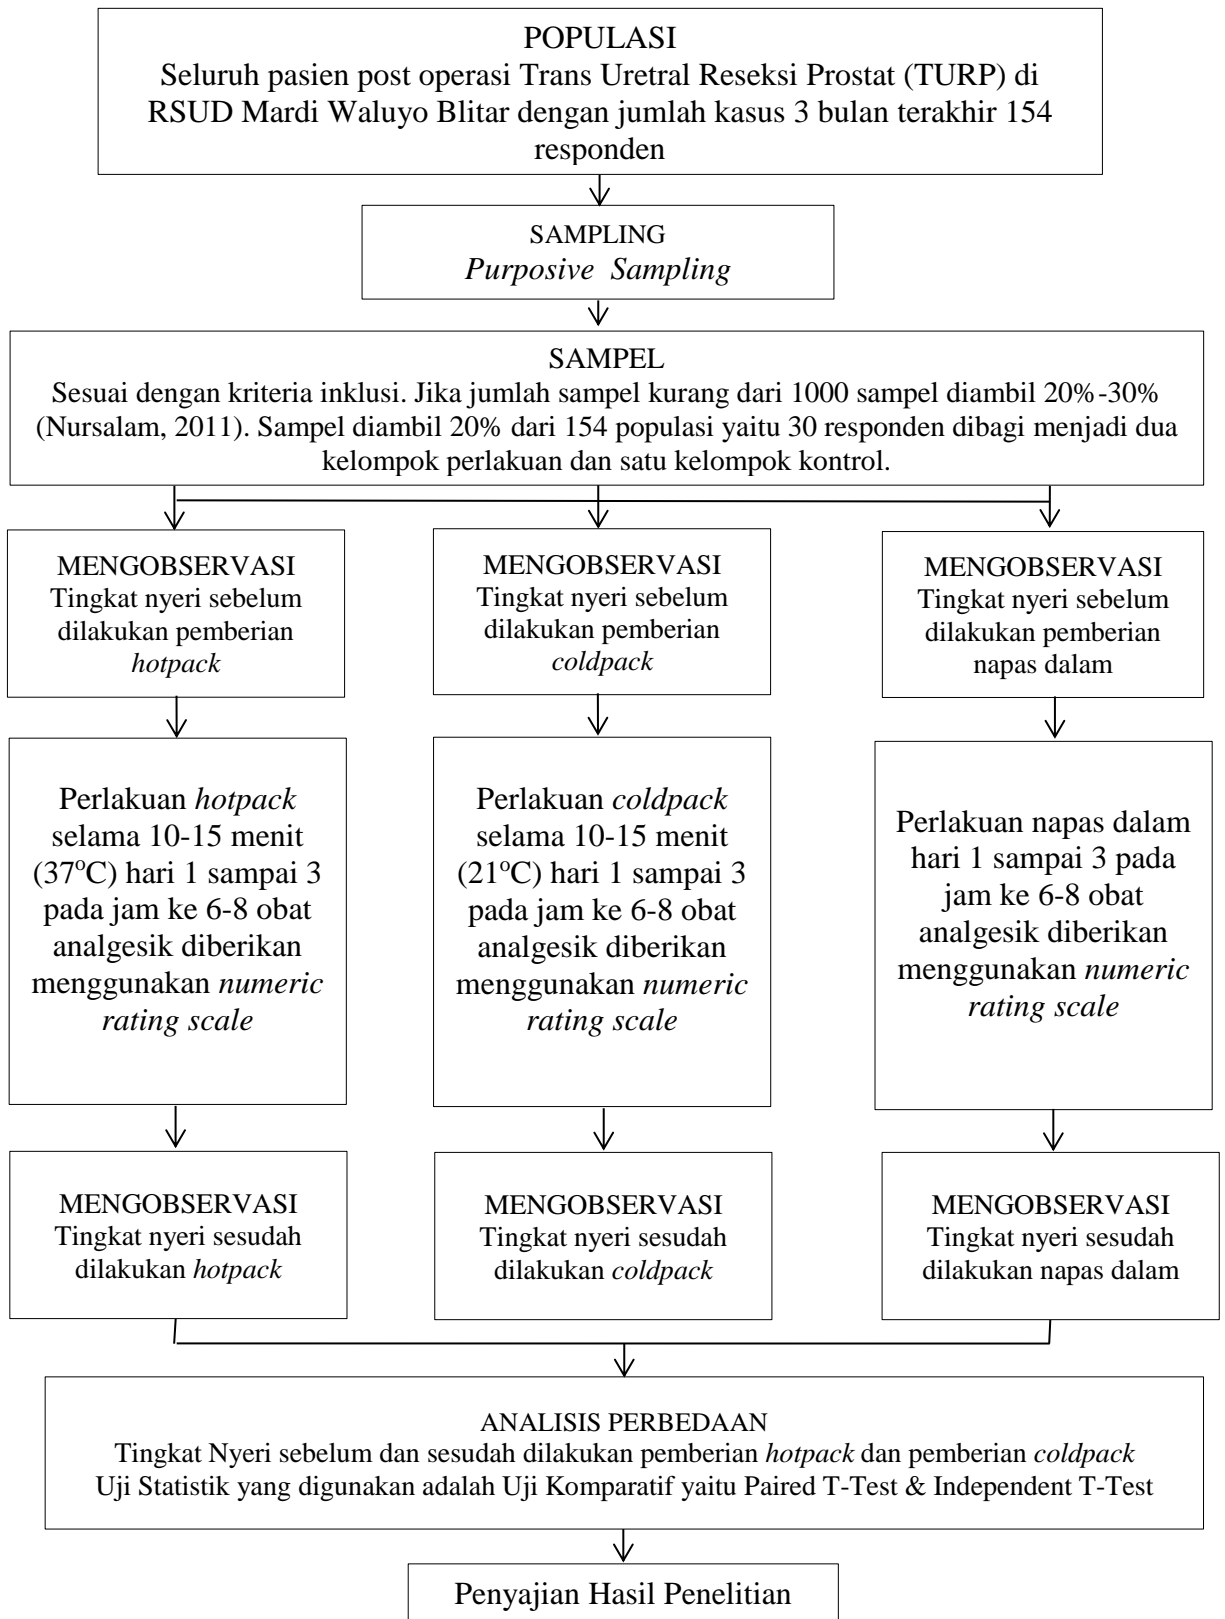 POPULASI
Seluruh pasien post operasi Trans Uretral Reseksi Prostat (TURP) di
RSUD Mardi Waluyo Blitar dengan jumlah kasus 3 bulan terakhir 154
responden
SAMPLING
Purposive Sampling
SAMPEL
Sesuai dengan kriteria inklusi. Jika jumlah sampel kurang dari 1000 sampel diambil 20%-30%
(Nursalam, 2011). Sampel diambil 20% dari 154 populasi yaitu 30 responden dibagi menjadi dua
kelompok perlakuan dan satu kelompok kontrol.
MENGOBSERVASI
Tingkat nyeri sebelum
dilakukan pemberian
hotpack
MENGOBSERVASI
Tingkat nyeri sebelum
dilakukan pemberian
coldpack
MENGOBSERVASI
Tingkat nyeri sebelum
dilakukan pemberian
napas dalam
Perlakuan hotpack
selama 10-15 menit
(37°C) hari 1 sampai 3
pada jam ke 6-8 obat
analgesik diberikan
menggunakan numeric
rating scale
Perlakuan coldpack
selama 10-15 menit
(21°C) hari 1 sampai 3
pada jam ke 6-8 obat
analgesik diberikan
menggunakan numeric
rating scale
Perlakuan napas dalam
hari 1 sampai 3 pada
jam ke 6-8 obat
analgesik diberikan
menggunakan numeric
rating scale
MENGOBSERVASI
Tingkat nyeri sesudah
dilakukan hotpack
MENGOBSERVASI
Tingkat nyeri sesudah
dilakukan coldpack
MENGOBSERVASI
Tingkat nyeri sesudah
dilakukan napas dalam
ANALISIS PERBEDAAN
Tingkat Nyeri sebelum dan sesudah dilakukan pemberian hotpack dan pemberian coldpack
Uji Statistik yang digunakan adalah Uji Komparatif yaitu Paired T-Test & Independent T-Test
Penyajian Hasil Penelitian